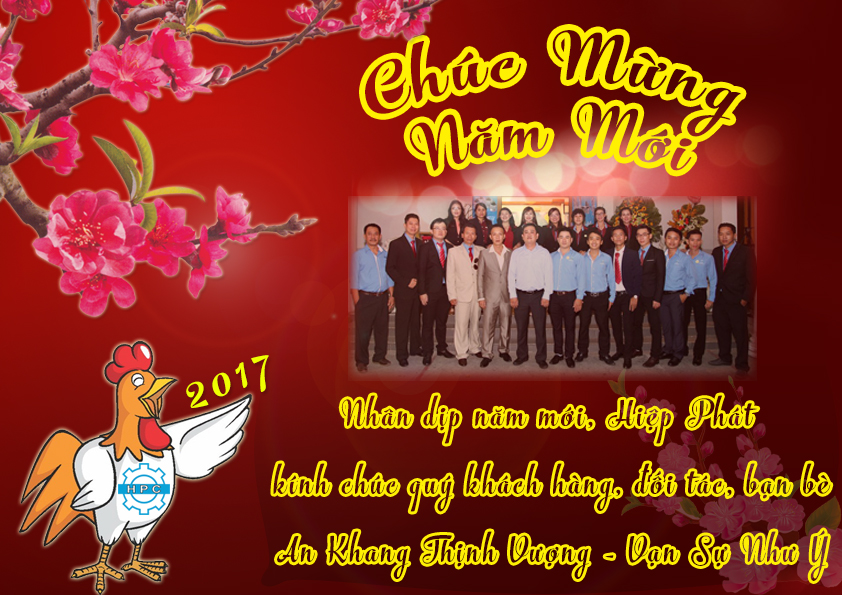 Chúc Mừng
Năm Mới
2017
HPC
Nhân dịp năm mới, Hiệp Phát
kính chúc quý khách hàng, đối tác, bạn bè
An Khang Thịnh Vượng - Vạn Sự Như Ý